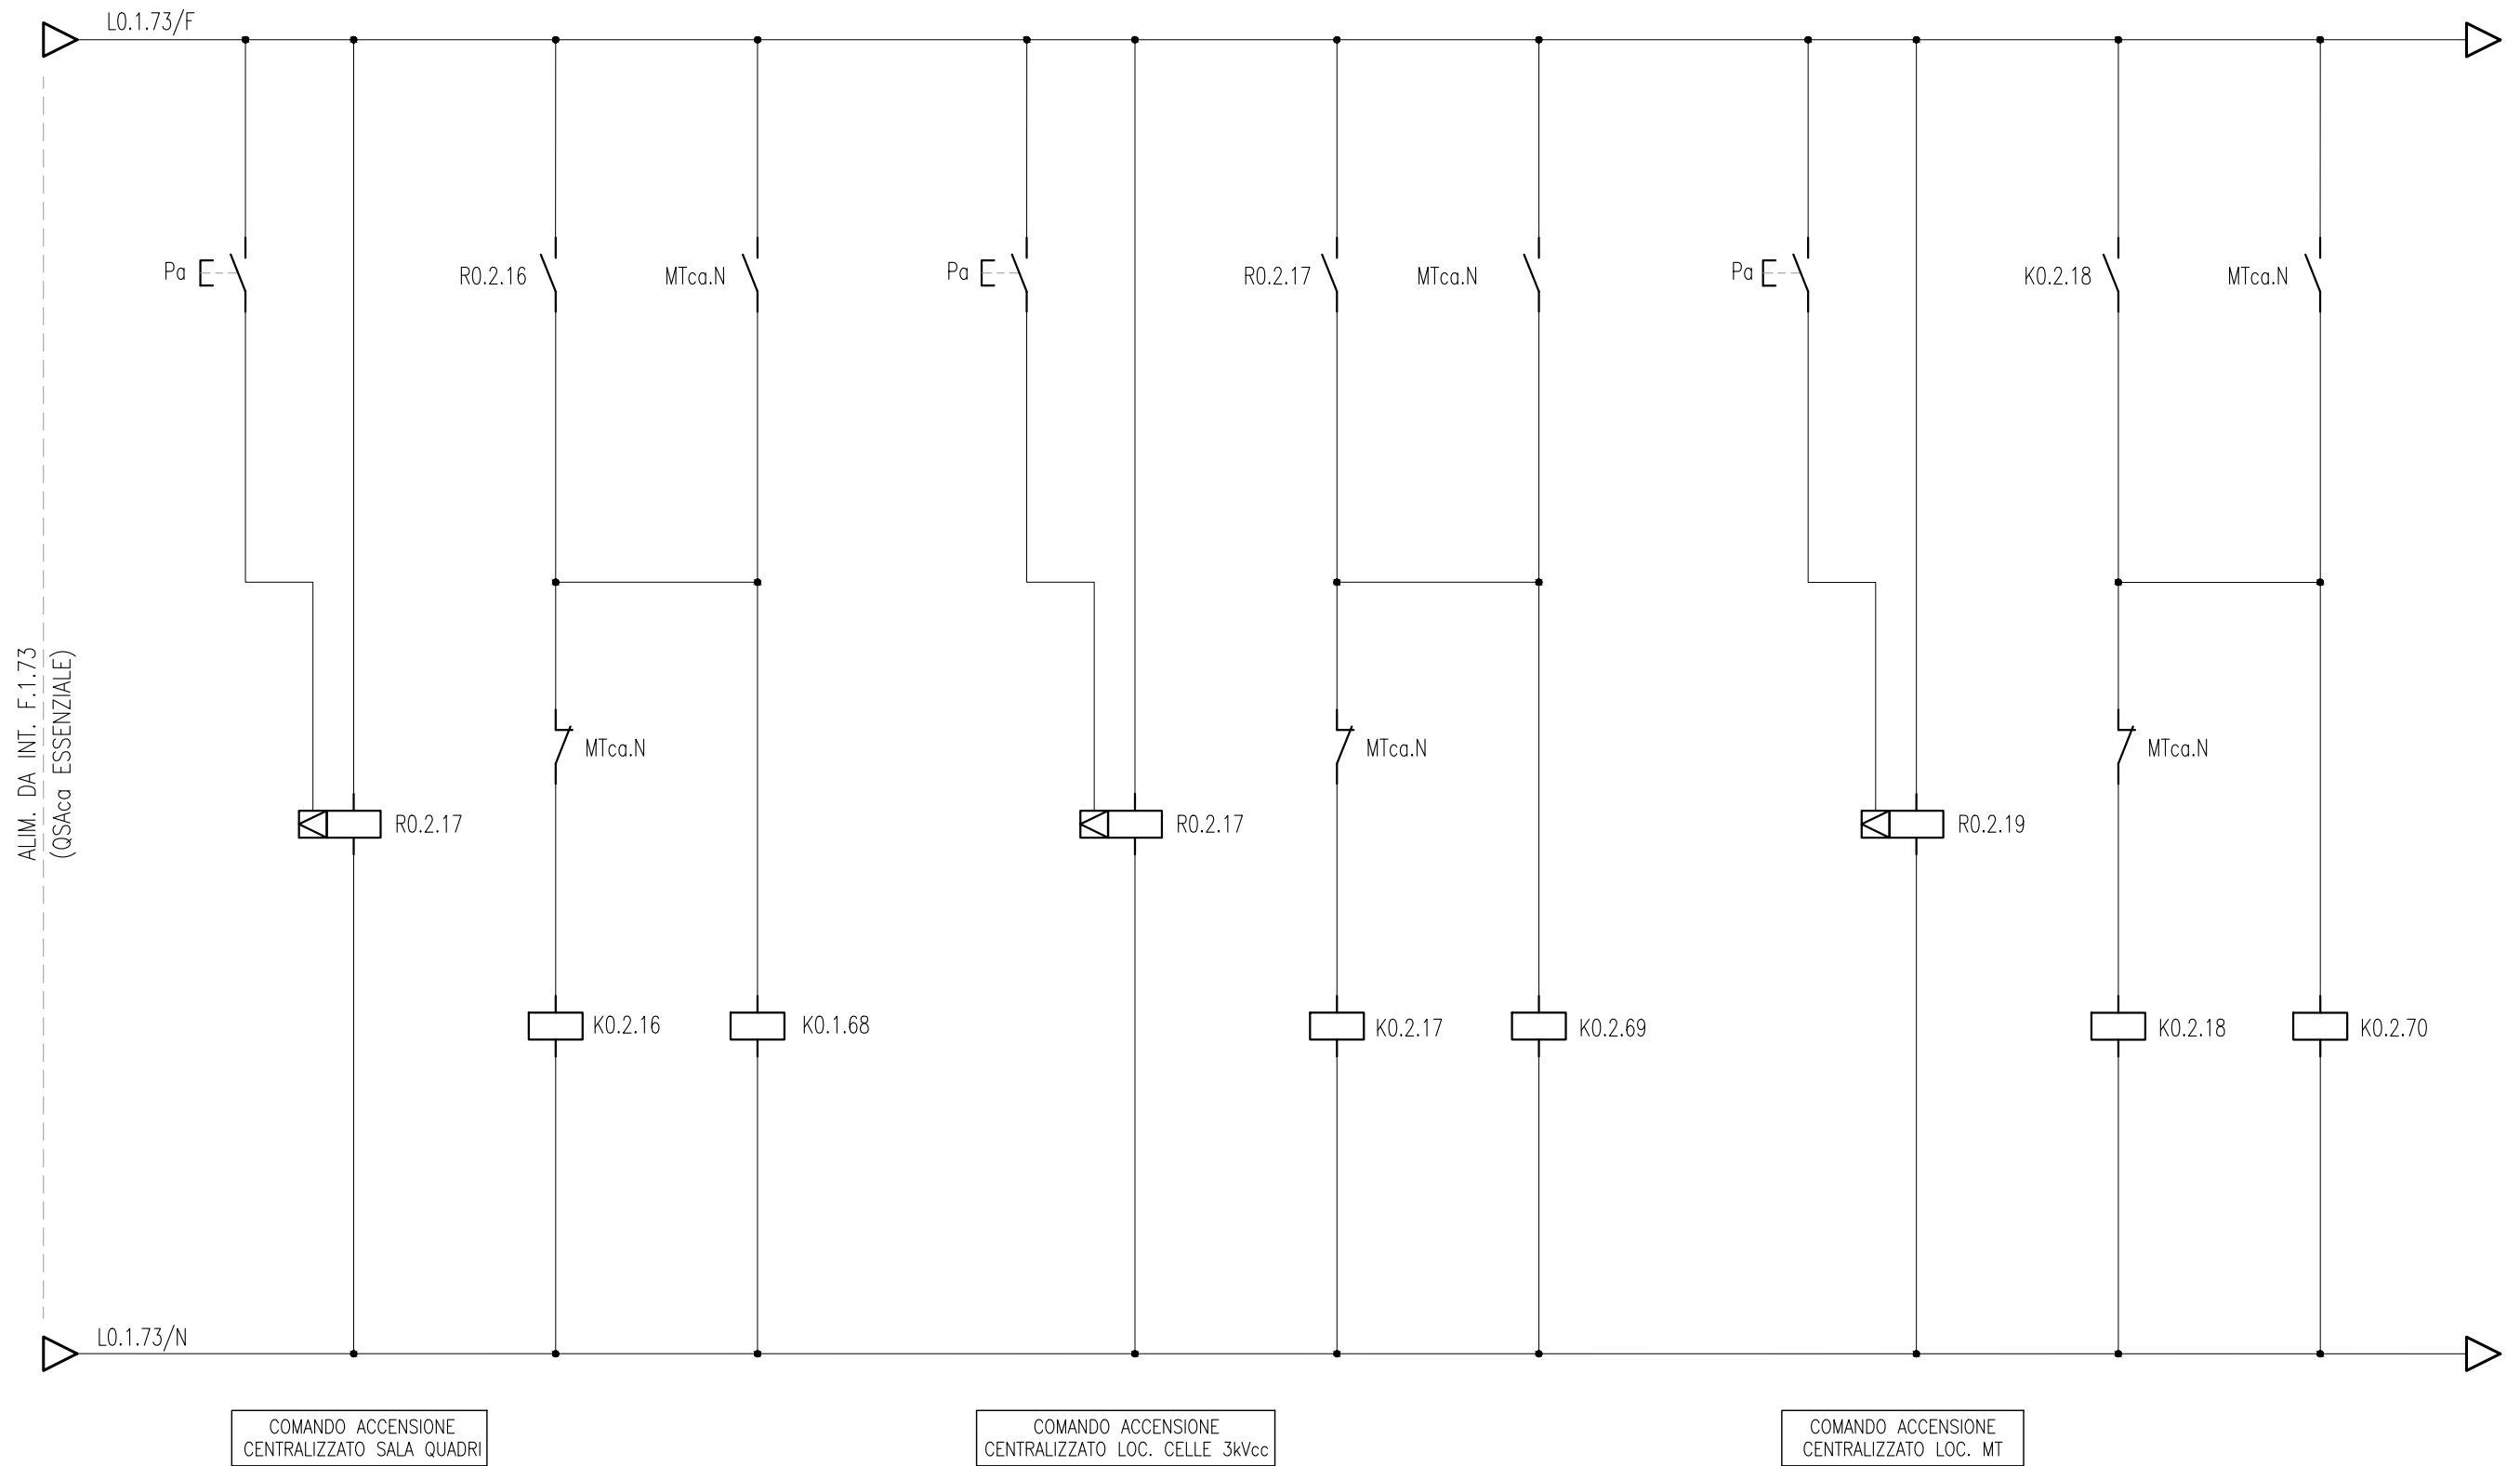 L0.1.73/F
Pa
R0.2.16
MTca.N
Pa
R0.2.17
MTca.N
Pa
K0.2.18
MTca.N
ALIM. DA INT. F.1.73
(QSAca ESSENZIALE)
MTca.N
MTca.N
MTca.N
R0.2.17
R0.2.17
R0.2.19
K0.2.16
K0.1.68
K0.2.17
K0.2.69
K0.2.18
K0.2.70
L0.1.73/N
COMANDO ACCENSIONE
CENTRALIZZATO SALA QUADRI
COMANDO ACCENSIONE
CENTRALIZZATO LOC. CELLE 3kVcc
COMANDO ACCENSIONE
CENTRALIZZATO LOC. MT